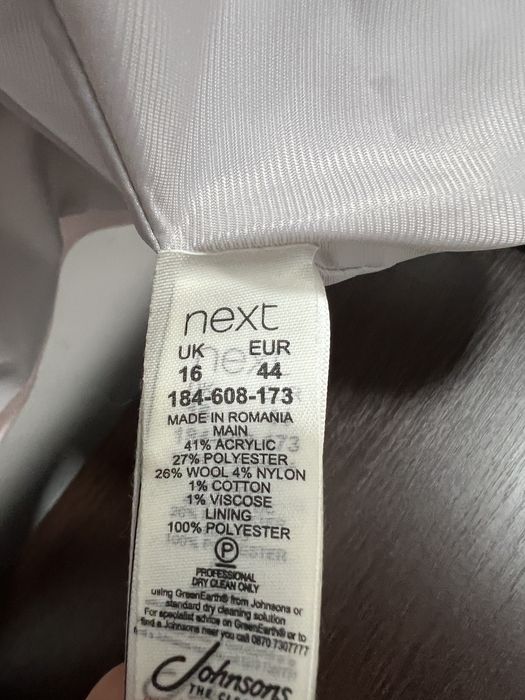 next
UK EUR
16 44
184-608-173
MADE IN ROMANIA
MAIN
41% ACRYLIC
27% POLYESTER
26% WOOL 4% NYLON
1% COTTON
1% VISCOSE
LINING
100% POLYESTER
P
PROFESSIONAL
DRY CLEAN ONLY
using GreenEarth® from Johnsons or
standard dry cleaning solution
For specialist advice on GreenEarth® or to
find a Johnsons near you call 0870 7307777
Johnsons
THE